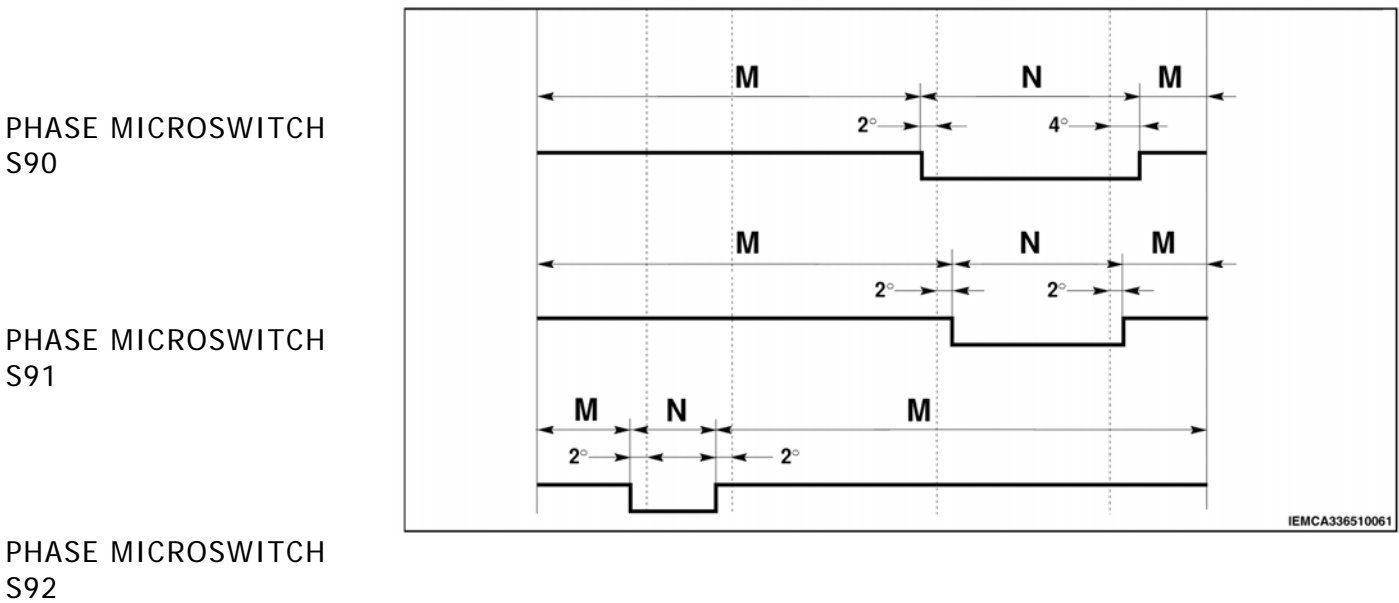 M N M
PHASE MICROSWITCH
S90
2° 4°
M N M
2° 2°
PHASE MICROSWITCH
S91
M N M
2° 2°
IEMCA336510061
PHASE MICROSWITCH
S92